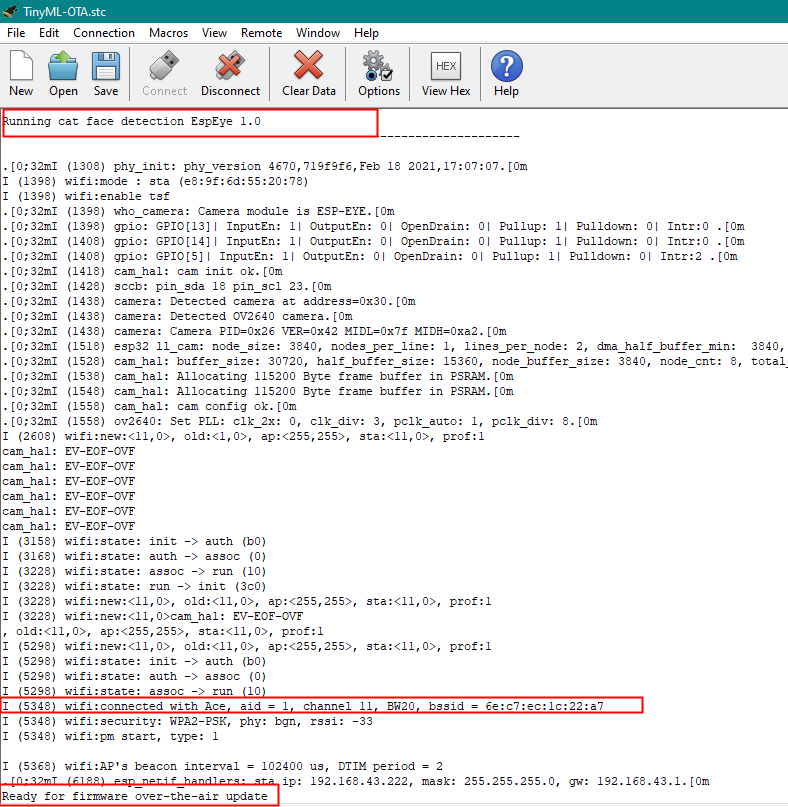 TinyML-OTA.stc
File Edit Connection Macros View Remote Window Help
HEX ?
New Open Save Connect Disconnect Clear Data Options View Hex Help
Running cat face detection EspEye 1.0
--------------------
.[0;32mI (1308) phy_init: phy_version 4670,719f9f6,Feb 18 2021,17:07:07.[0m
I (1398) wifi:mode : sta (e8:9f:6d:55:20:78)
I (1398) wifi:enable tsf
.[0;32mI (1398) who_camera: Camera module is ESP-EYE.[0m
.[0;32mI (1398) gpio: GPIO[13]| InputEn: 1| OutputEn: 0| OpenDrain: 0| Pullup: 1| Pulldown: 0| Intr:0 .[0m
.[0;32mI (1408) gpio: GPIO[14]| InputEn: 1| OutputEn: 0| OpenDrain: 0| Pullup: 1| Pulldown: 0| Intr:0 .[0m
.[0;32mI (1408) gpio: GPIO[5]| InputEn: 1| OutputEn: 0| OpenDrain: 0| Pullup: 1| Pulldown: 0| Intr:2 .[0m
.[0;32mI (1418) cam_hal: cam init ok.[0m
.[0;32mI (1428) sccb: pin_sda 18 pin_scl 23.[0m
.[0;32mI (1438) camera: Detected camera at address=0x30.[0m
.[0;32mI (1438) camera: Detected OV2640 camera.[0m
.[0;32mI (1438) camera: Camera PID=0x26 VER=0x42 MIDL=0x7f MIDH=0xa2.[0m
.[0;32mI (1518) esp32 ll_cam: node_size: 3840, nodes_per_line: 1, lines_per_node: 2, dma_half_buffer_min:  3840,
.[0;32mI (1528) cam_hal: buffer_size: 30720, half_buffer_size: 15360, node_buffer_size: 3840, node_cnt: 8, total_
.[0;32mI (1538) cam_hal: Allocating 115200 Byte frame buffer in PSRAM.[0m
.[0;32mI (1548) cam_hal: Allocating 115200 Byte frame buffer in PSRAM.[0m
.[0;32mI (1558) cam_hal: cam config ok.[0m
.[0;32mI (1558) ov2640: Set PLL: clk_2x: 0, clk_div: 3, pclk_auto: 1, pclk_div: 8.[0m
I (2608) wifi:new:<11,0>, old:<1,0>, ap:<255,255>, sta:<11,0>, prof:1
cam_hal: EV-EOF-OVF
cam_hal: EV-EOF-OVF
cam_hal: EV-EOF-OVF
cam_hal: EV-EOF-OVF
cam_hal: EV-EOF-OVF
cam_hal: EV-EOF-OVF
I (3158) wifi:state: init -> auth (b0)
I (3168) wifi:state: auth -> assoc (0)
I (3228) wifi:state: assoc -> run (10)
I (3228) wifi:state: run -> init (3c0)
I (3228) wifi:new:<11,0>, old:<11,0>, ap:<255,255>, sta:<11,0>, prof:1
I (3228) wifi:new:<11,0>cam_hal: EV-EOF-OVF
, old:<11,0>, ap:<255,255>, sta:<11,0>, prof:1
I (5298) wifi:new:<11,0>, old:<11,0>, ap:<255,255>, sta:<11,0>, prof:1
I (5298) wifi:state: init -> auth (b0)
I (5298) wifi:state: auth -> assoc (0)
I (5298) wifi:state: assoc -> run (10)
I (5348) wifi:connected with Ace, aid = 1, channel 11, BW20, bssid = 6e:c7:ec:1c:22:a7
I (5348) wifi:security: WPA2-PSK, phy: bgn, rssi: -33
I (5348) wifi:pm start, type: 1
I (5368) wifi:AP's beacon interval = 102400 us, DTIM period = 2
.[0;32mI (6188) esp_netif_handlers: sta ip: 192.168.43.222, mask: 255.255.255.0, gw: 192.168.43.1.[0m
Ready for firmware over-the-air update